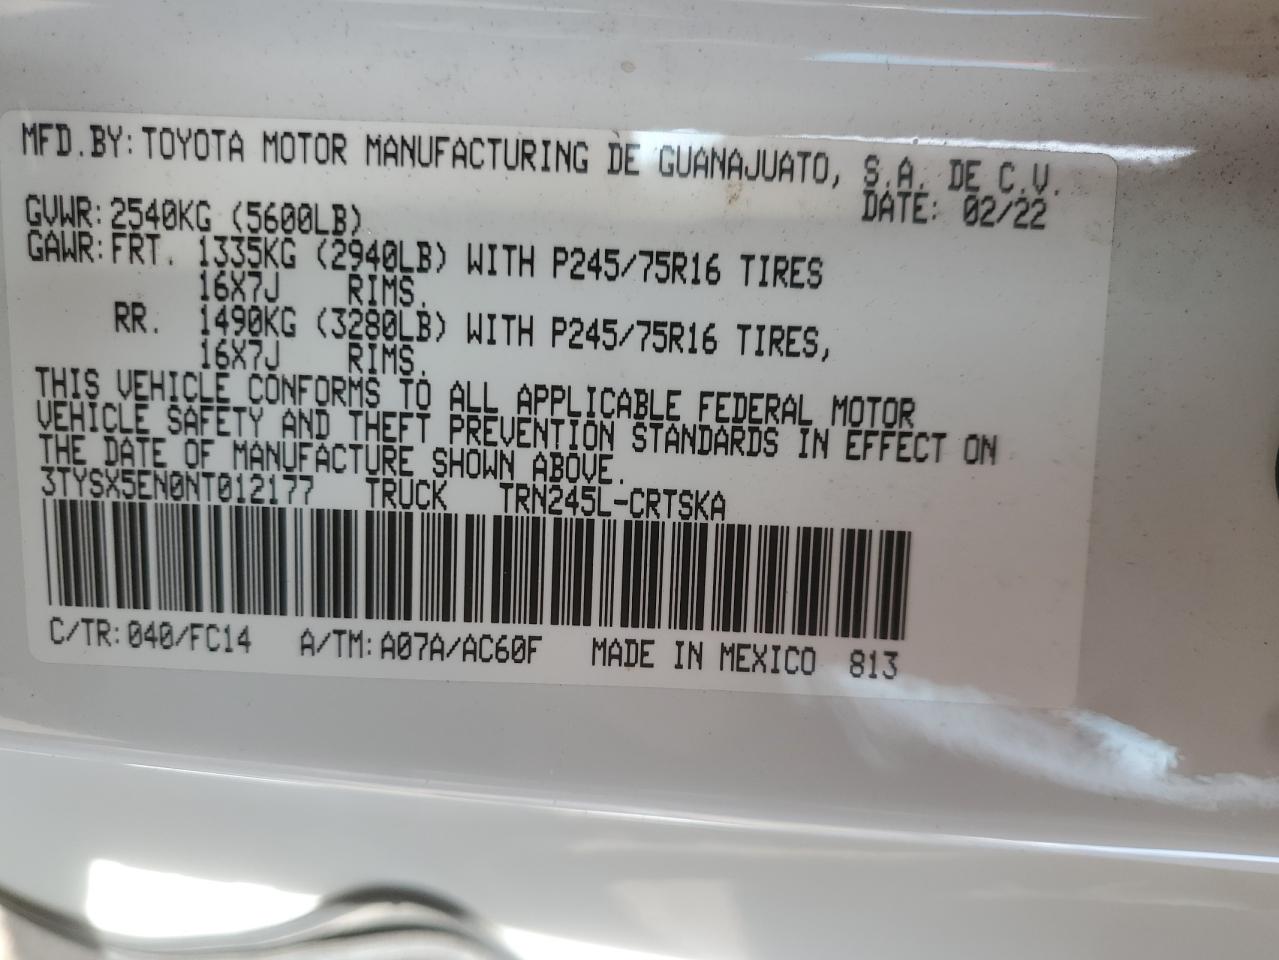 MFD.BY: TOYOTA MOTOR MANUFACTURING DE GUANAJUATO, S.A. DE C.V.
GVWR: 2540KG (5600LB) DATE: 02/22
GAWR: FRT. 1335KG (2940LB) WITH P245/75R16 TIRES
16X7J RIMS.
RR. 1490KG (3280LB) WITH P245/75R16 TIRES,
16X7J RIMS.
THIS VEHICLE CONFORMS TO ALL APPLICABLE FEDERAL MOTOR
VEHICLE SAFETY AND THEFT PREVENTION STANDARDS IN EFFECT ON
THE DATE OF MANUFACTURE SHOWN ABOVE.
3TYSX5EN0NT012177 TRUCK TRN245L-CRTSKA
C/TR: 040/FC14 A/TM: A07A/AC60F MADE IN MEXICO 813